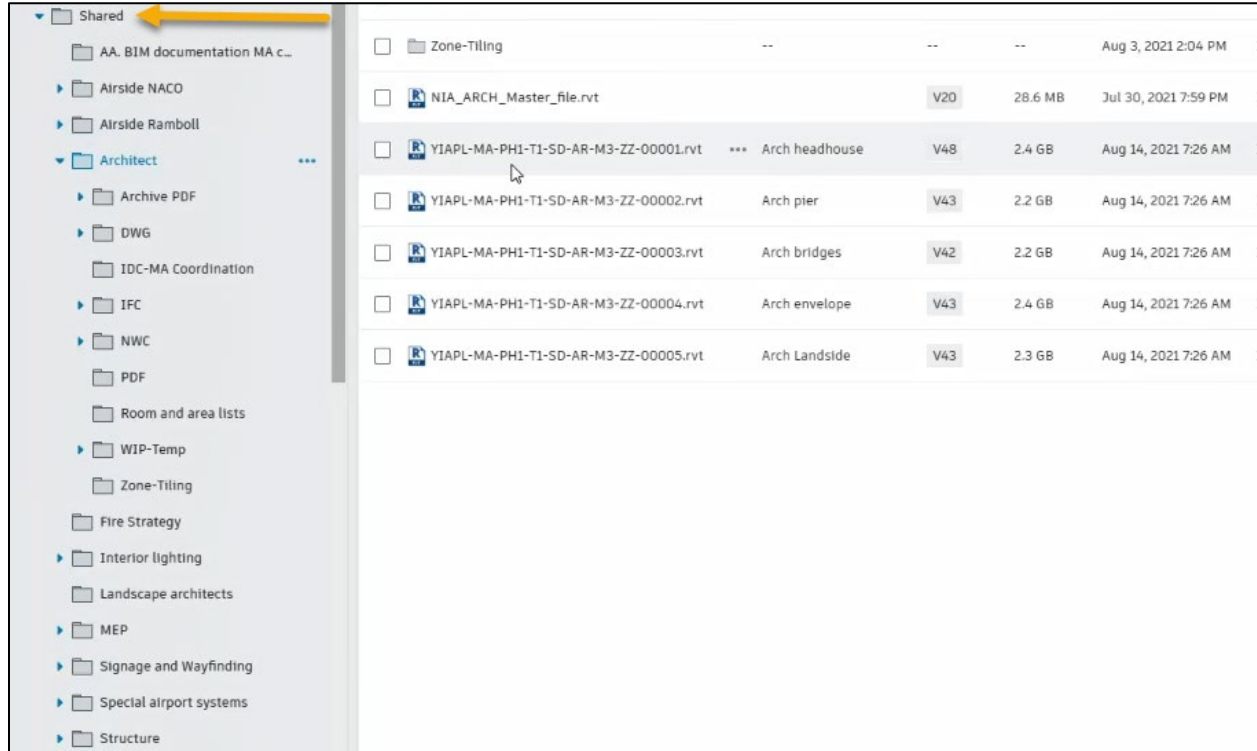 Shared
AA. BIM documentation MA c...
Airside NACO
Airside Ramboll
Architect
Archive PDF
DWG
IDC-MA Coordination
IFC
NWC
PDF
Room and area lists
WIP-Temp
Zone-Tiling
Fire Strategy
Interior lighting
Landscape architects
MEP
Signage and Wayfinding
Special airport systems
Structure
Zone-Tiling -- -- -- Aug 3, 2021 2:04 PM
NIA_ARCH_Master_file.rvt V20 28.6 MB Jul 30, 2021 7:59 PM
YIAPL-MA-PH1-T1-SD-AR-M3-ZZ-00001.rvt ••• Arch headhouse V48 2.4 GB Aug 14, 2021 7:26 AM
YIAPL-MA-PH1-T1-SD-AR-M3-ZZ-00002.rvt Arch pier V43 2.2 GB Aug 14, 2021 7:26 AM
YIAPL-MA-PH1-T1-SD-AR-M3-ZZ-00003.rvt Arch bridges V42 2.2 GB Aug 14, 2021 7:26 AM
YIAPL-MA-PH1-T1-SD-AR-M3-ZZ-00004.rvt Arch envelope V43 2.4 GB Aug 14, 2021 7:26 AM
YIAPL-MA-PH1-T1-SD-AR-M3-ZZ-00005.rvt Arch Landside V43 2.3 GB Aug 14, 2021 7:26 AM